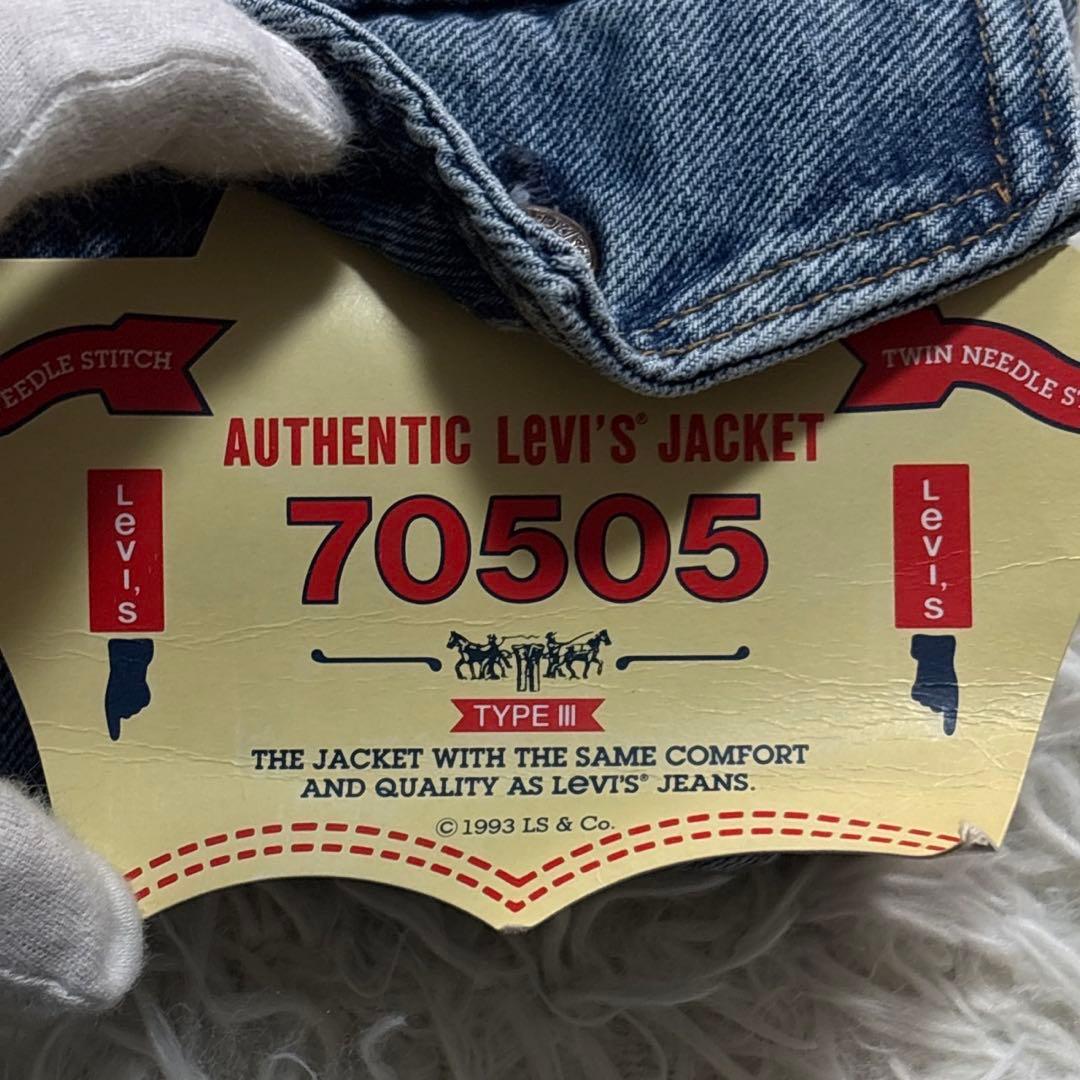 EEDLE STITCH
TWIN NEEDLE S
AUTHENTIC Levi's® JACKET
70505
Levi's
Levi's
TYPE III
THE JACKET WITH THE SAME COMFORT
AND QUALITY AS Levi's® JEANS.
© 1993 LS & Co.